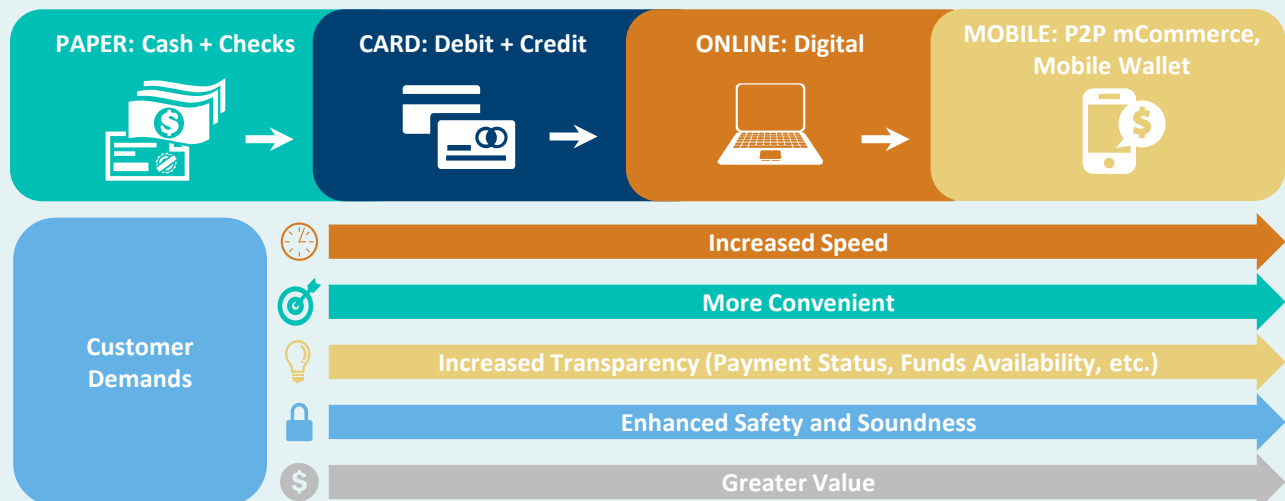 PAPER: Cash + Checks
CARD: Debit + Credit
ONLINE: Digital
MOBILE: P2P mCommerce,
Mobile Wallet
$
$
Customer
Demands
Increased Speed
More Convenient
Increased Transparency (Payment Status, Funds Availability, etc.)
Enhanced Safety and Soundness
$
Greater Value